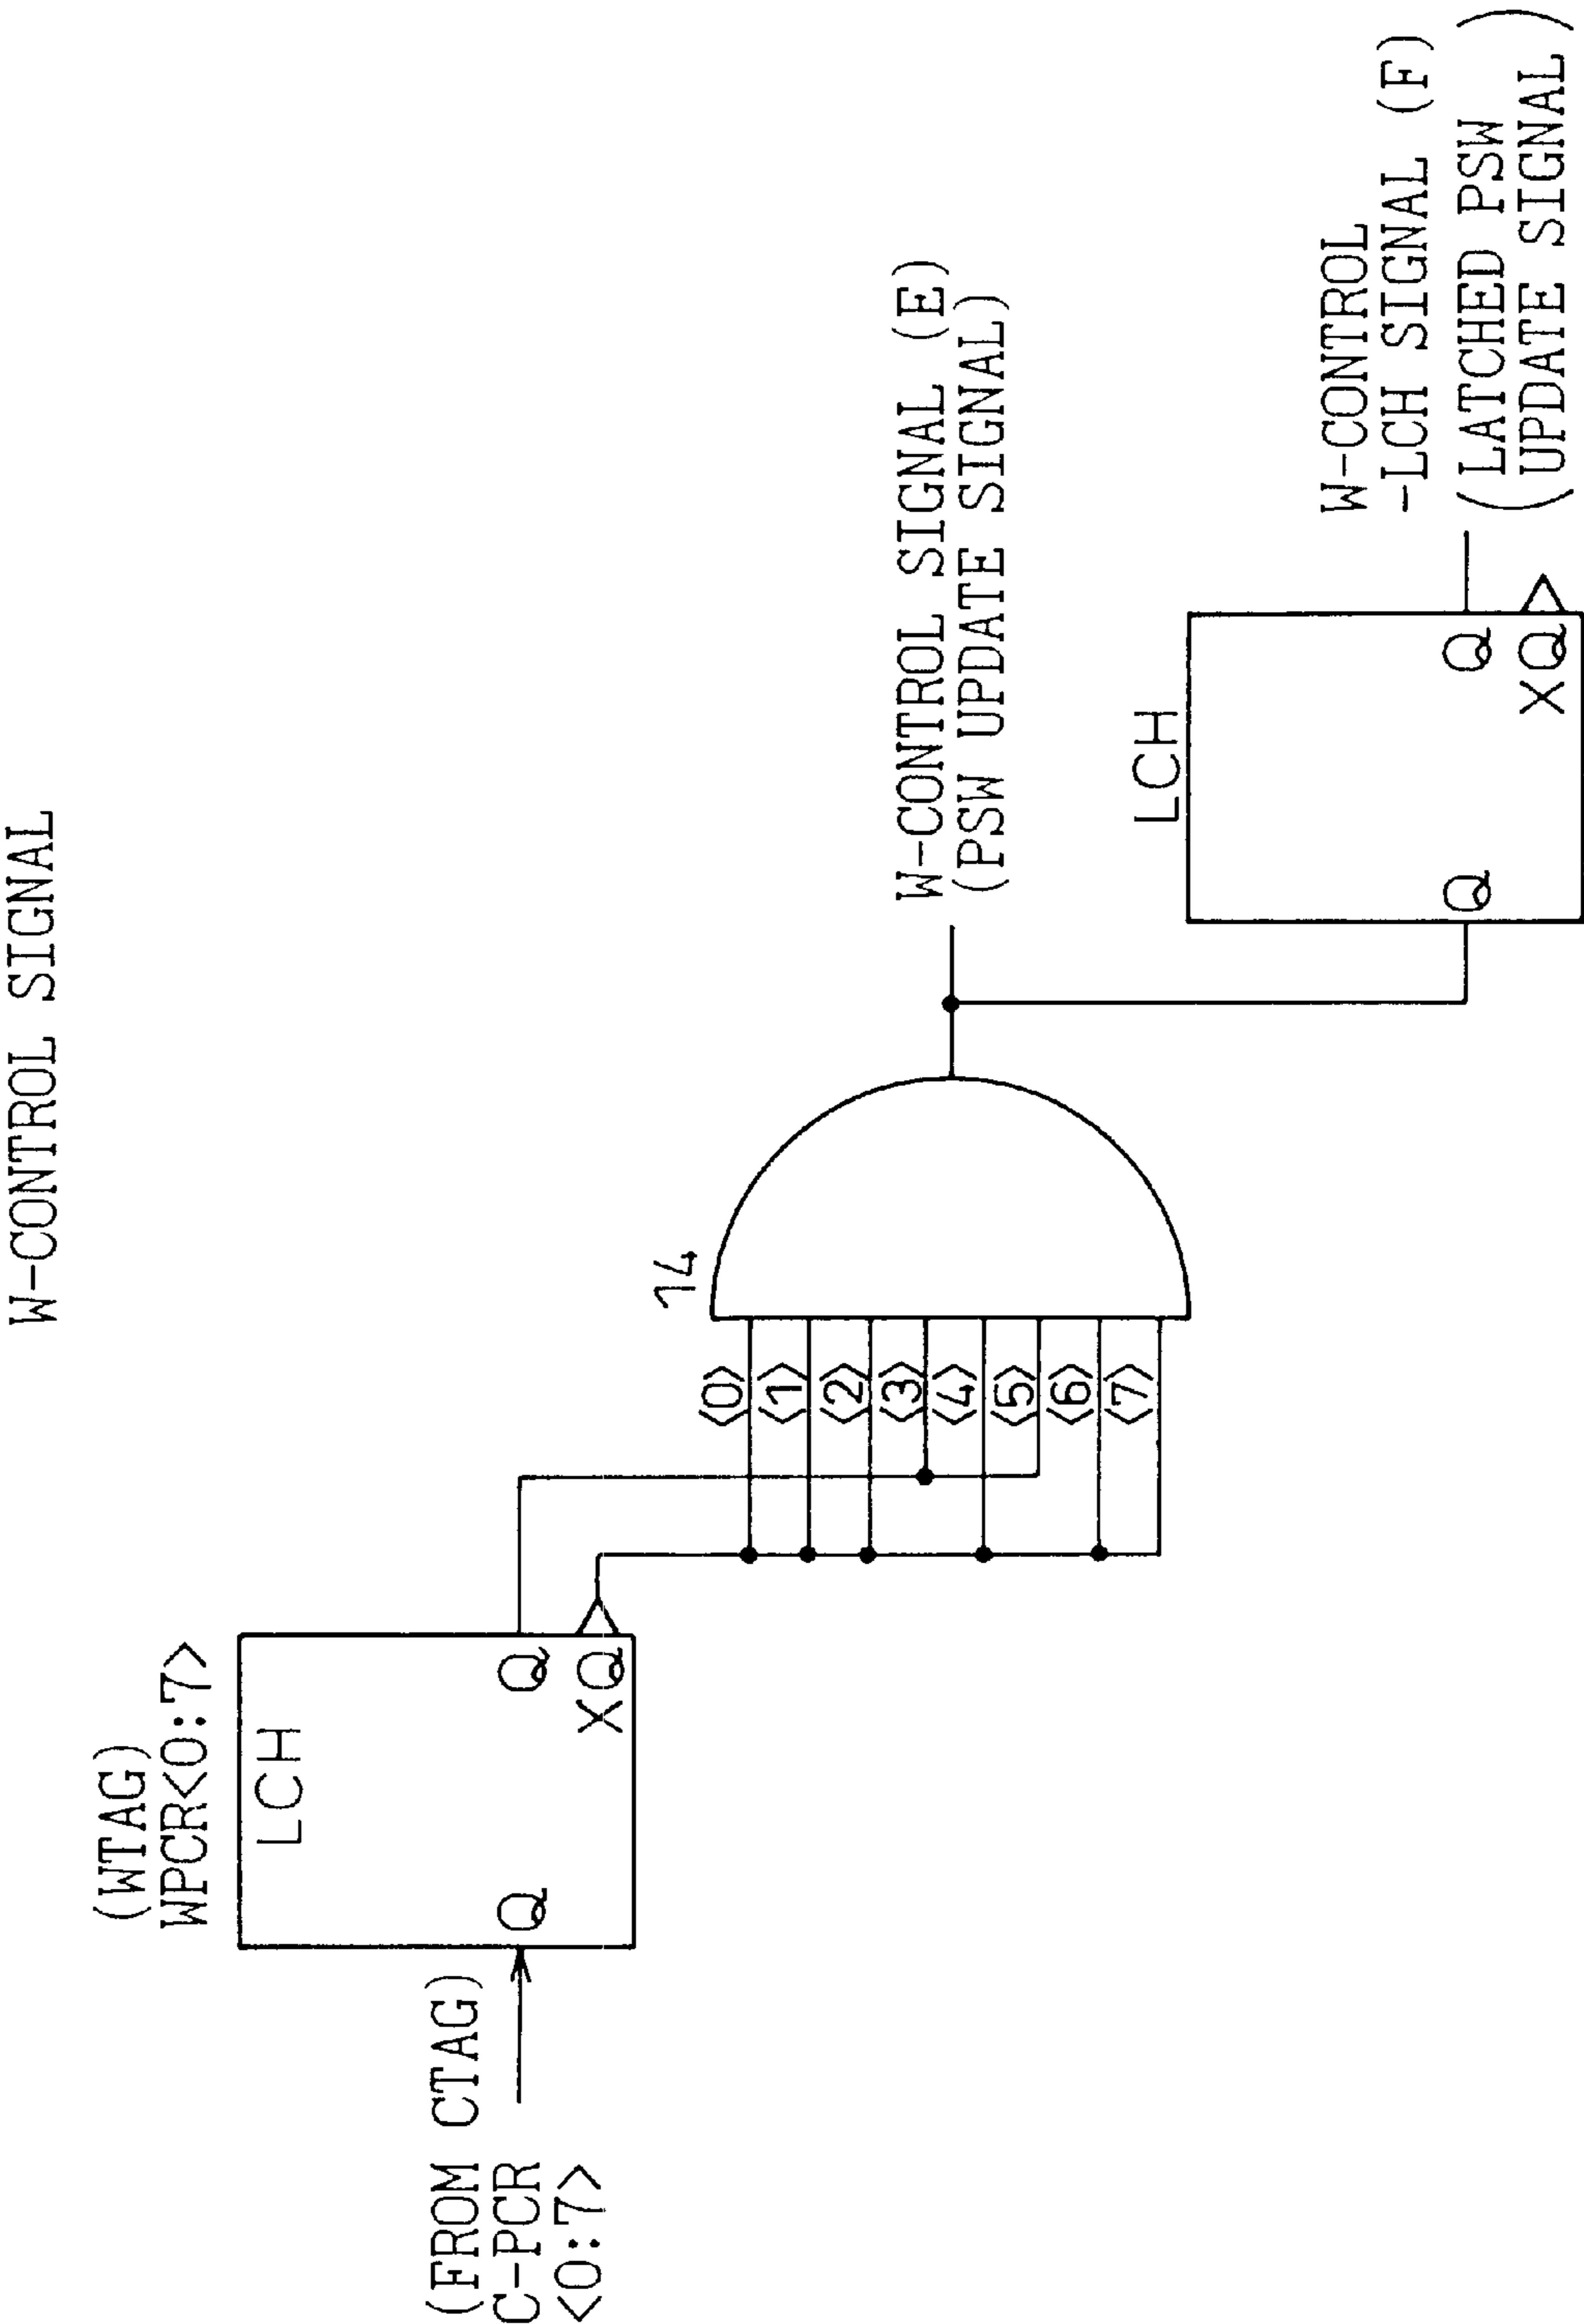 W-CONTROL SIGNAL
(WTAG)
WPCR<0:7>
LCH
Q
Q
XQ
(FROM CTAG)
C-PCR
<0:7>
14
<0>
<1>
<2>
<3>
<4>
<5>
<6>
<7>
W-CONTROL SIGNAL (E)
(PSW UPDATE SIGNAL)
LCH
Q
Q
XQ
W-CONTROL
-LCH SIGNAL (F)
(LATCHED PSW
UPDATE SIGNAL)